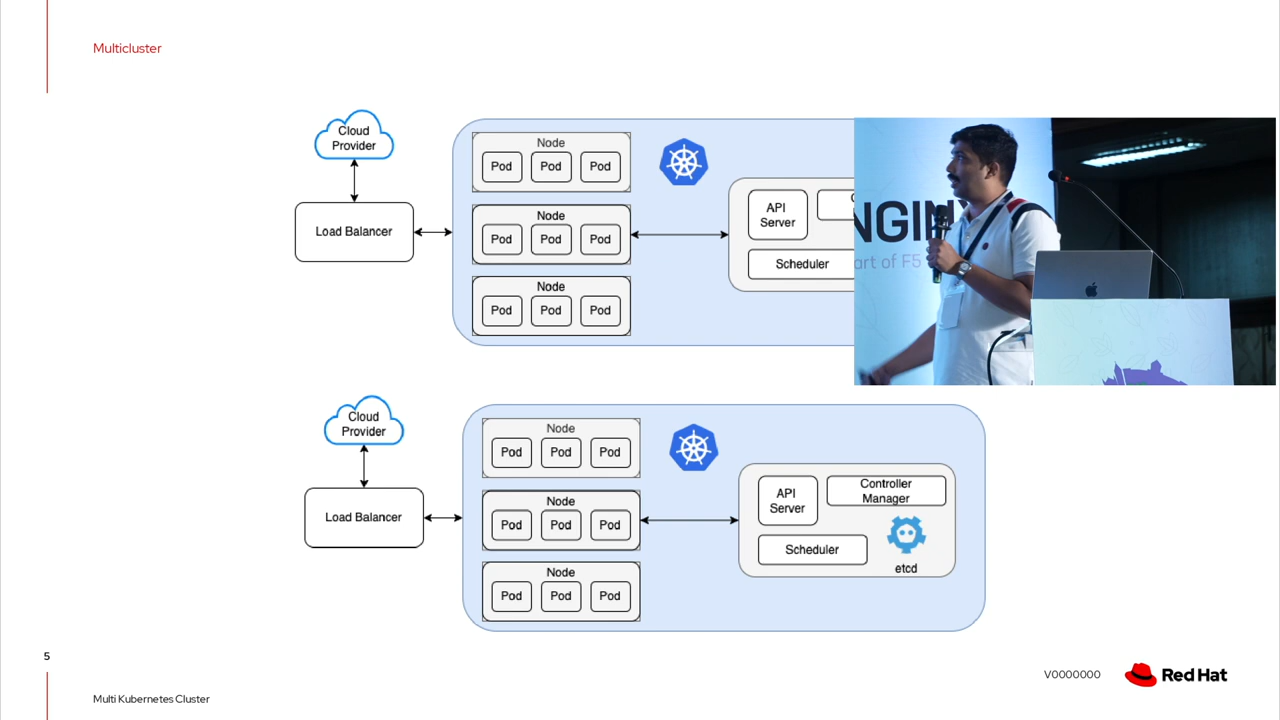 Multicluster
Cloud
Provider
Load Balancer
Node
Pod Pod Pod
Node
Pod Pod Pod
Node
Pod Pod Pod
API
Server
Scheduler
NGIN
art of F5
Cloud
Provider
Load Balancer
Node
Pod Pod Pod
Node
Pod Pod Pod
Node
Pod Pod Pod
API
Server
Controller
Manager
Scheduler
etcd
5
V0000000
Red Hat
Multi Kubernetes Cluster